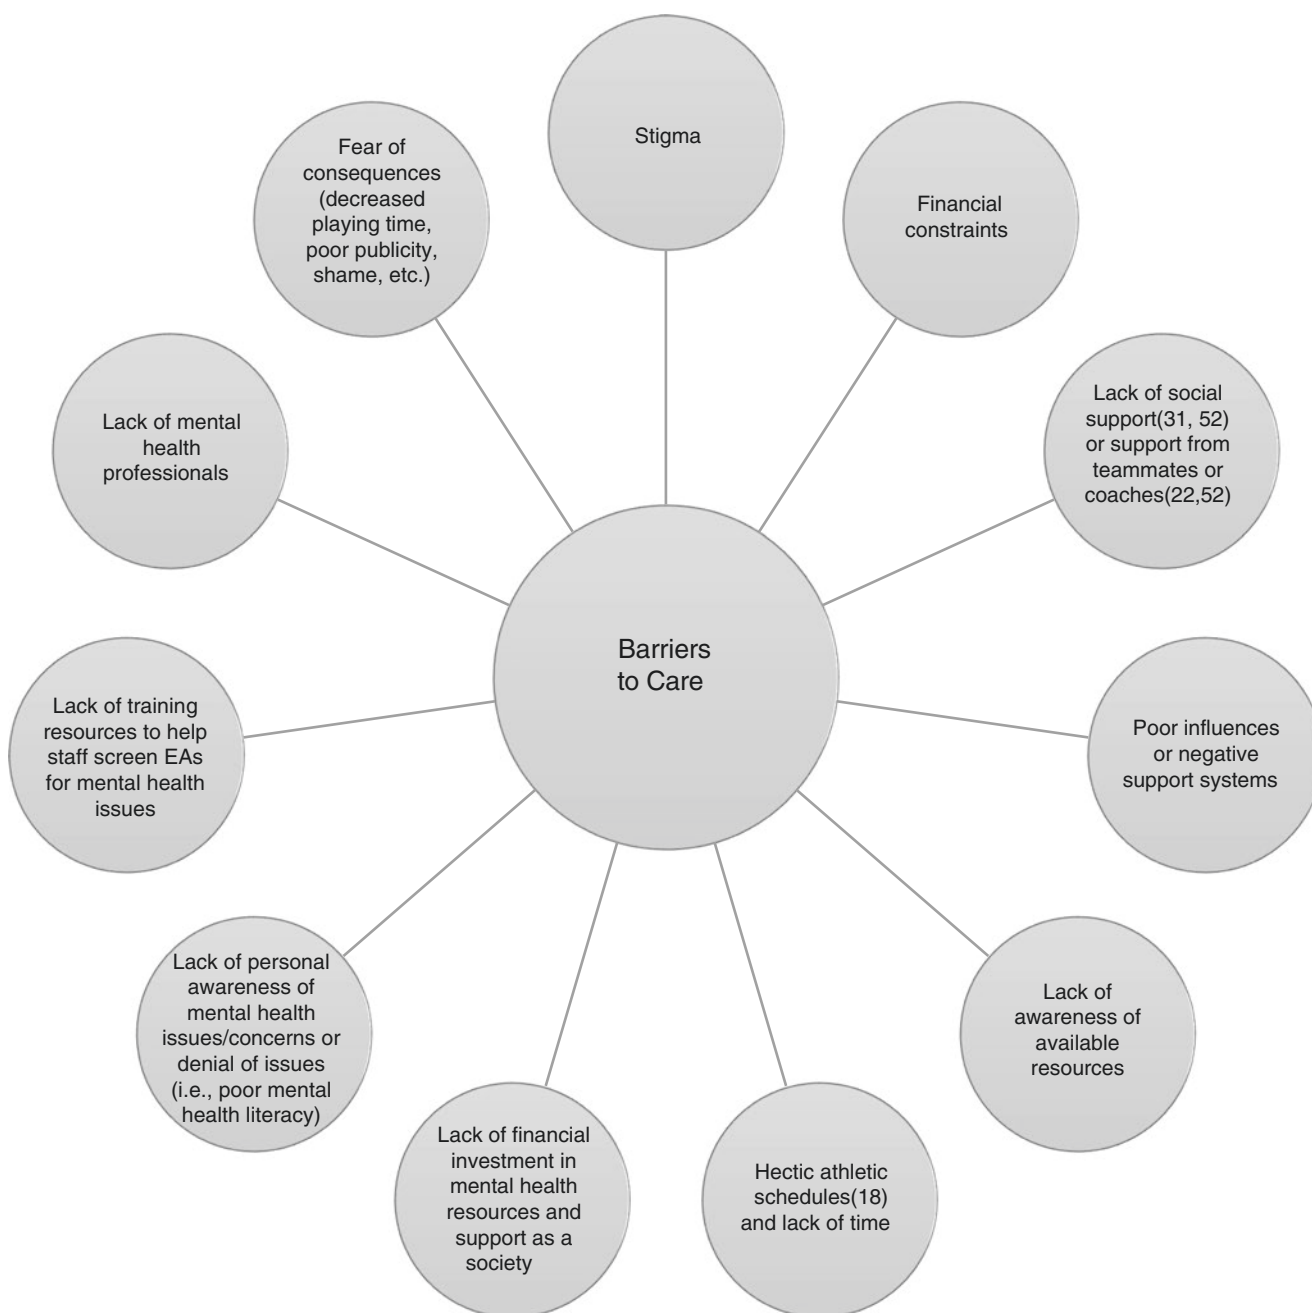 Stigma
Financial
constraints
Lack of social
support(31, 52)
or support from
teammates or
coaches(22,52)
Poor influences
or negative
support systems
Lack of
awareness of
available
resources
Hectic athletic
schedules(18)
and lack of time
Lack of financial
investment in
mental health
resources and
support as a
society
Lack of personal
awareness of
mental health
issues/concerns or
denial of issues
(i.e., poor mental
health literacy)
Lack of training
resources to help
staff screen EAs
for mental health
issues
Lack of mental
health
professionals
Fear of
consequences
(decreased
playing time,
poor publicity,
shame, etc.)
Barriers
to Care